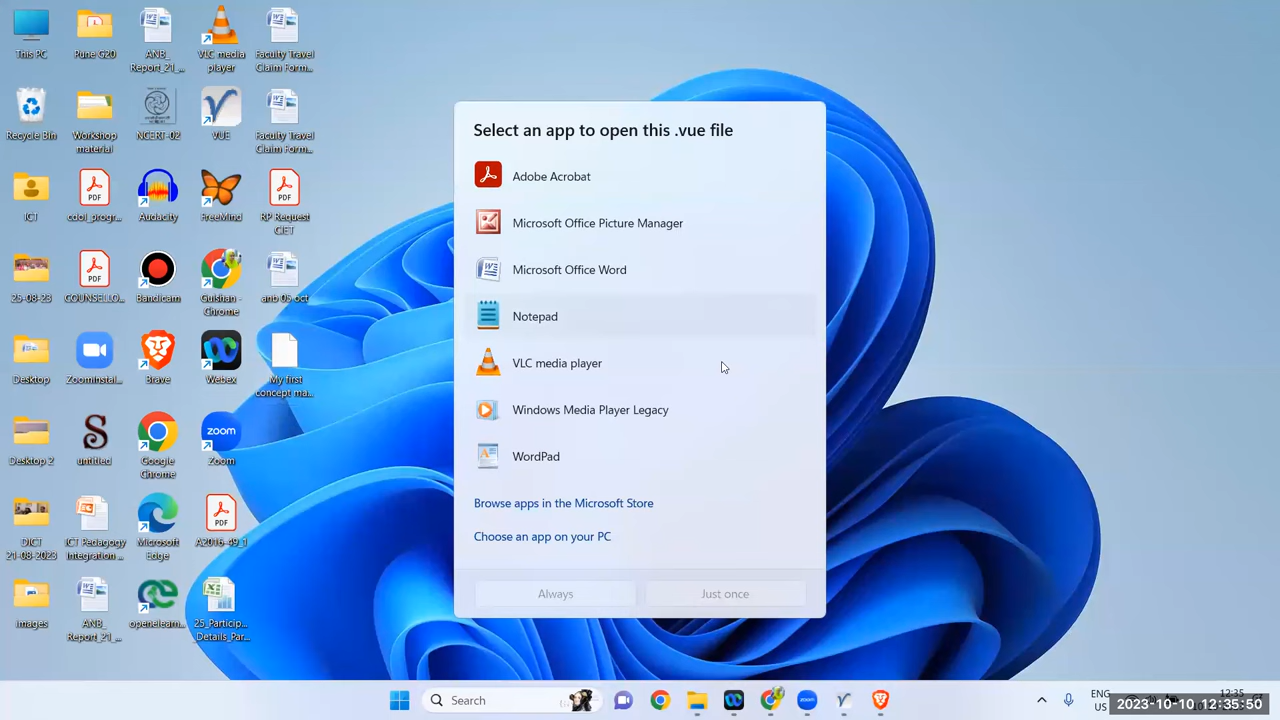 This PC
Pune G20
ANB_
Report_21_...
VLC media
player
Faculty Travel
Claim Form...
Recycle Bin
Workshop
material
NCERT-02
VUE
Faculty Travel
Claim Form...
ICT
PDF
cdol_progr...
Audacity
FreeMind
PDF
RP Request
CIET
23-08-23
PDF
COUNSELLO...
Bandicam
Gulshan -
Chrome
anb 05 oct
Desktop
Zoominstal...
Brave
Webex
My first
concept ma...
Desktop 2
untitled
Google
Chrome
zoom
Zoom
DICT
21-08-2023
ICT Pedagogy
Integration ...
Microsoft
Edge
PDF
A2016-49_1
images
ANB_
Report_21_...
openelearn...
25_Particip...
_Details_Par...
Select an app to open this .vue file
Adobe Acrobat
Microsoft Office Picture Manager
Microsoft Office Word
Notepad
VLC media player
Windows Media Player Legacy
WordPad
Browse apps in the Microsoft Store
Choose an app on your PC
Always
Just once
Search
ENG
US
12:35
2023-10-10 12:35:50